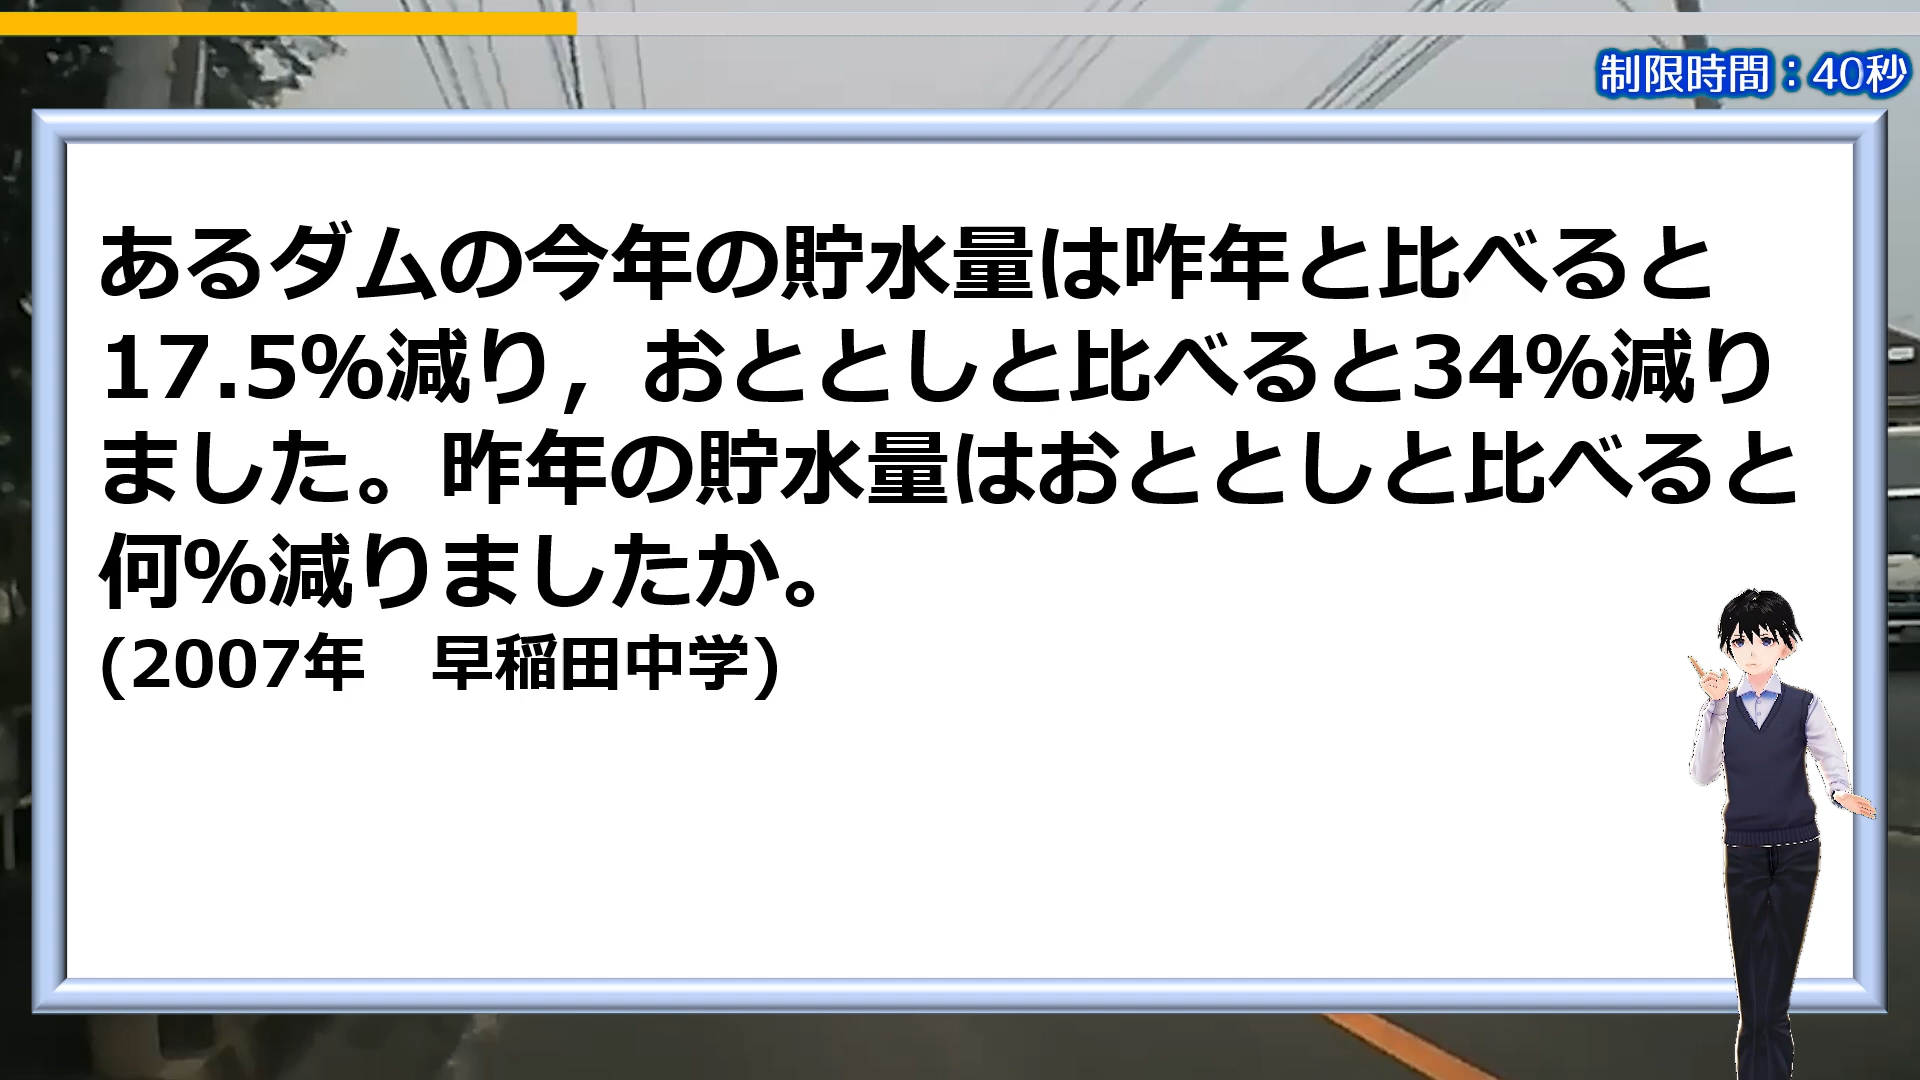 制限時間：40秒
あるダムの今年の貯水量は昨年と比べると
17.5%減り，おととしと比べると34%減り
ました。昨年の貯水量はおととしと比べると
何%減りましたか。
(2007年　早稲田中学)